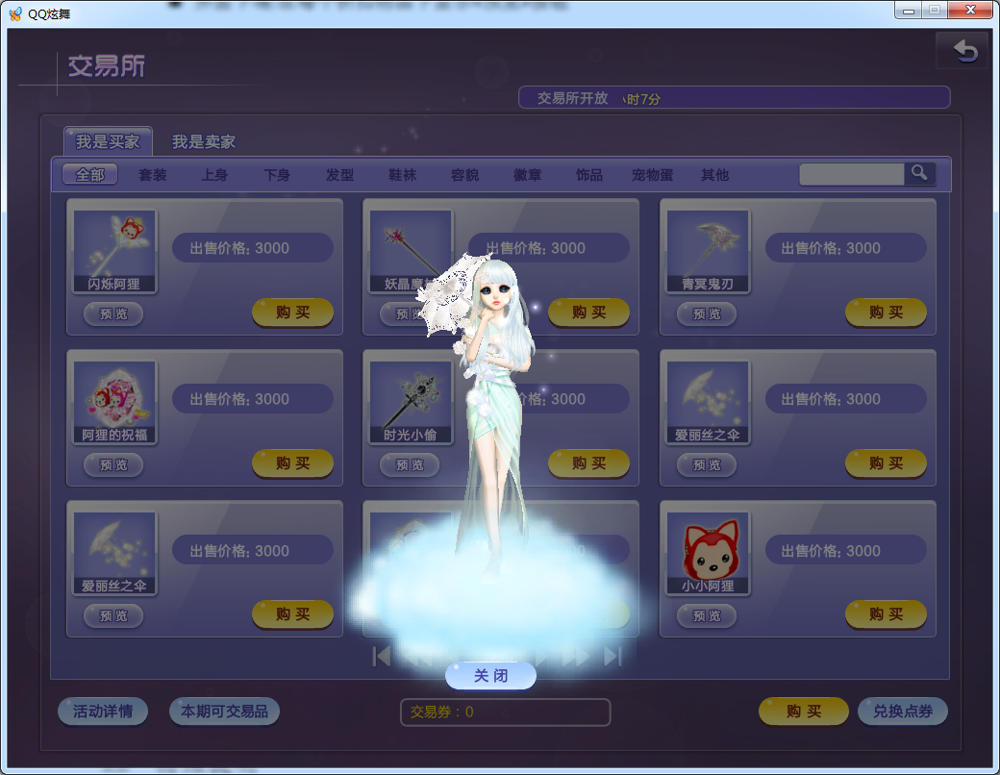 QQ炫舞
交易所
交易所开放 小时7分
我是买家 我是卖家
全部 套装 上身 下身 发型 鞋袜 容貌 徽章 饰品 宠物蛋 其他
出售价格: 3000
闪烁阿狸
预览
购买
出售价格: 3000
预览
购买
出售价格: 3000
青冥鬼刃
预览
购买
出售价格: 3000
阿狸的祝福
预览
购买
价格: 3000
时光小偷
预览
购买
出售价格: 3000
爱丽丝之伞
预览
购买
出售价格: 3000
爱丽丝之伞
预览
购买
出售价格: 3000
小小阿狸
预览
购买
关闭
活动详情 本期可交易品 交易券: 0 购买 兑换点券